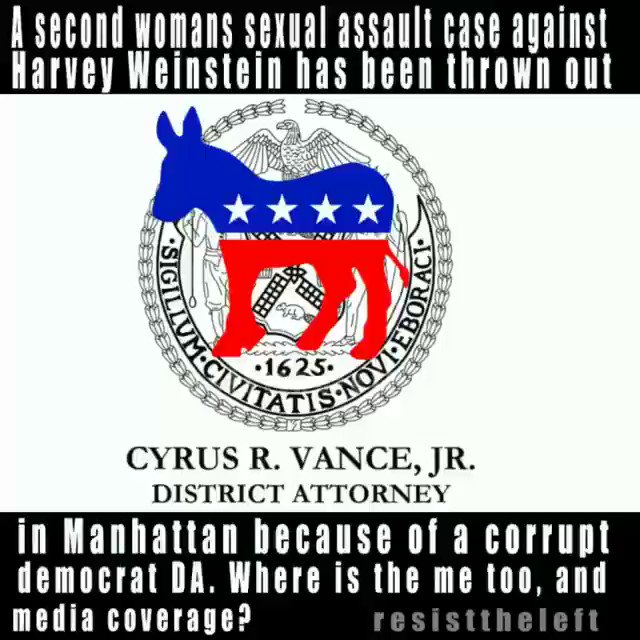 A second womans sexual assault case against
Harvey Weinstein has been thrown out
·SIGILLUM·CIVITATIS·NOVI·EBORACI·
·1625·
CYRUS R. VANCE, JR.
DISTRICT ATTORNEY
in Manhattan because of a corrupt
democrat DA. Where is the me too, and
media coverage?
resisttheleft